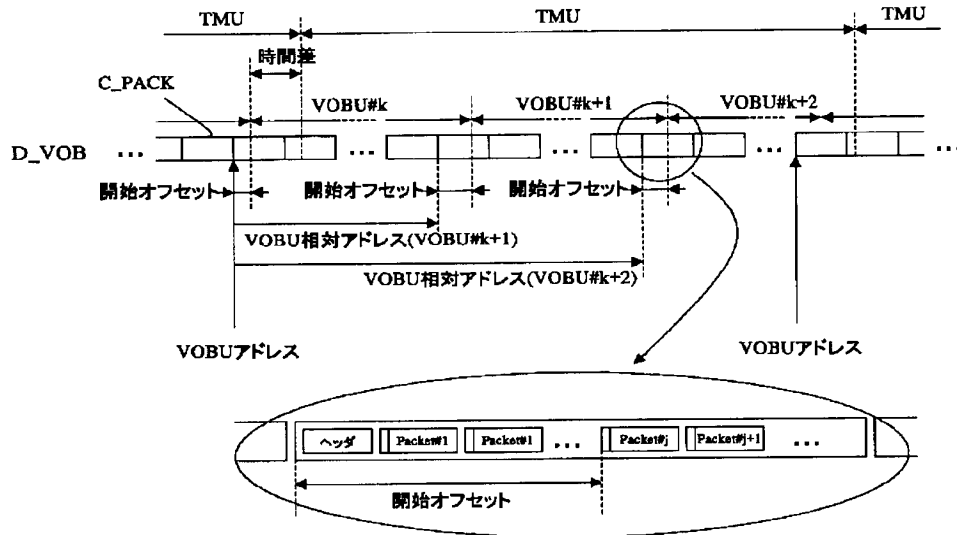 TMU TMU TMU
時間差
C_PACK
VOBU#k VOBU#k+1 VOBU#k+2
D_VOB ... ... ... ... ...
開始オフセット 開始オフセット 開始オフセット
VOBU相対アドレス(VOBU#k+1)
VOBU相対アドレス(VOBU#k+2)
VOBUアドレス VOBUアドレス
ヘッダ Packet#1 Packet#1 ... Packet#j Packet#j+1 ...
開始オフセット